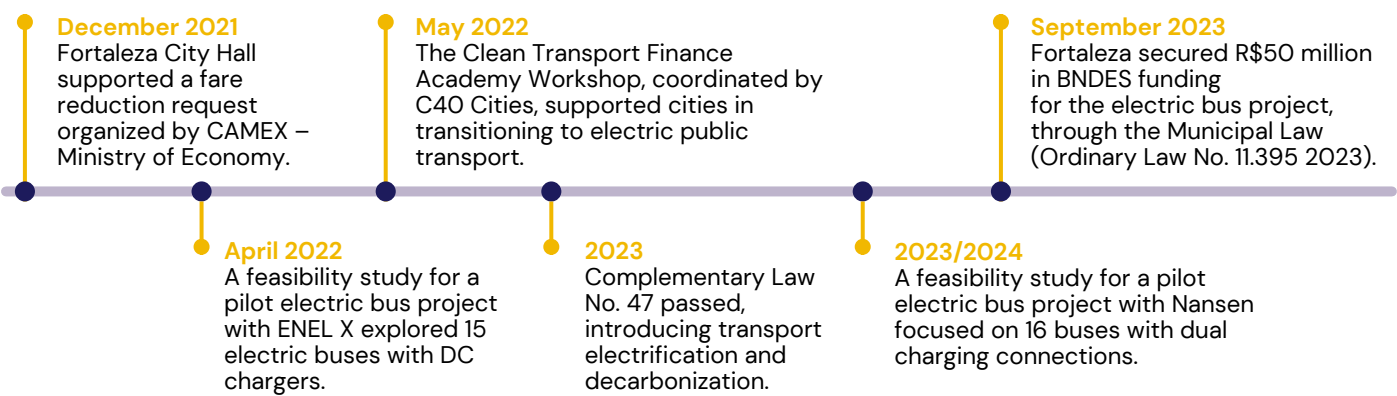 December 2021
Fortaleza City Hall
supported a fare
reduction request
organized by CAMEX –
Ministry of Economy.
May 2022
The Clean Transport Finance
Academy Workshop, coordinated by
C40 Cities, supported cities in
transitioning to electric public
transport.
September 2023
Fortaleza secured R$50 million
in BNDES funding
for the electric bus project,
through the Municipal Law
(Ordinary Law No. 11.395 2023).
April 2022
A feasibility study for a
pilot electric bus project
with ENEL X explored 15
electric buses with DC
chargers.
2023
Complementary Law
No. 47 passed,
introducing transport
electrification and
decarbonization.
2023/2024
A feasibility study for a pilot
electric bus project with Nansen
focused on 16 buses with dual
charging connections.